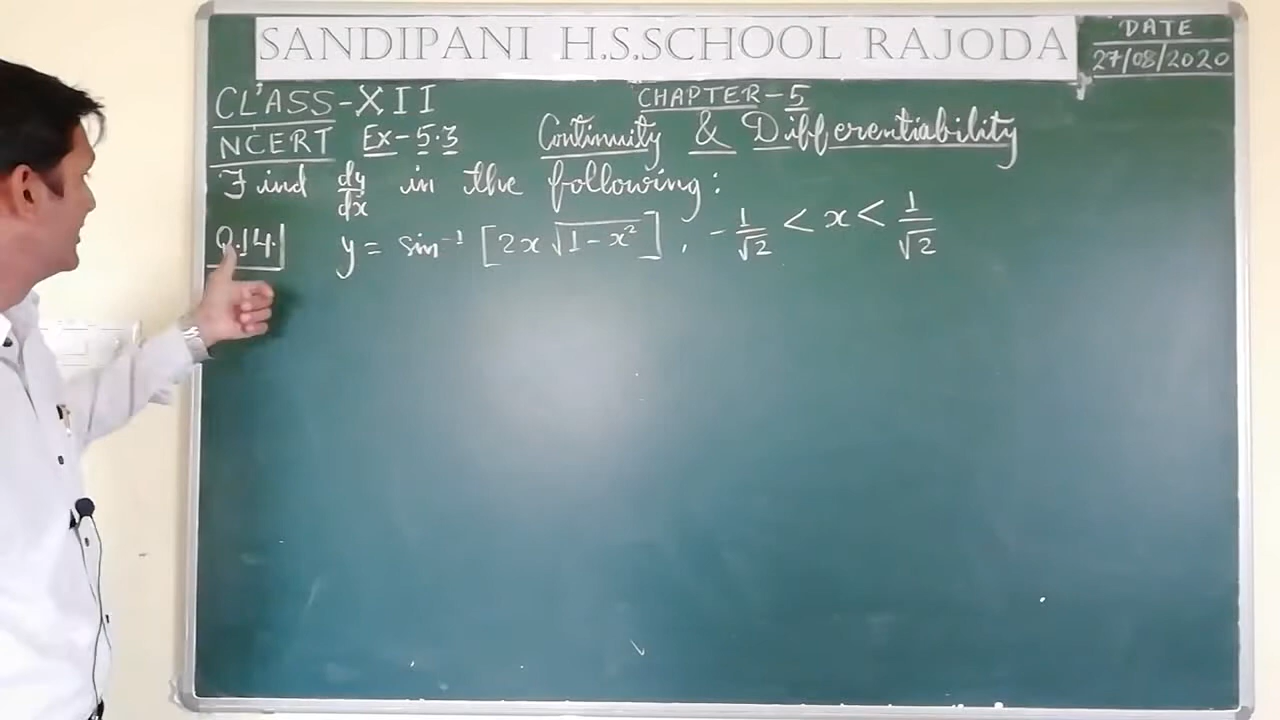 SANDIPANI H.S.SCHOOL RAJODA
DATE
27/08/2020
CLASS-XII
CHAPTER-5
NCERT Ex-5.3 Continuity & Differentiability
Find dy/dx in the following:
Q.14. y = sin⁻¹ [2x √(1-x²)], -1/√2 < x < 1/√2